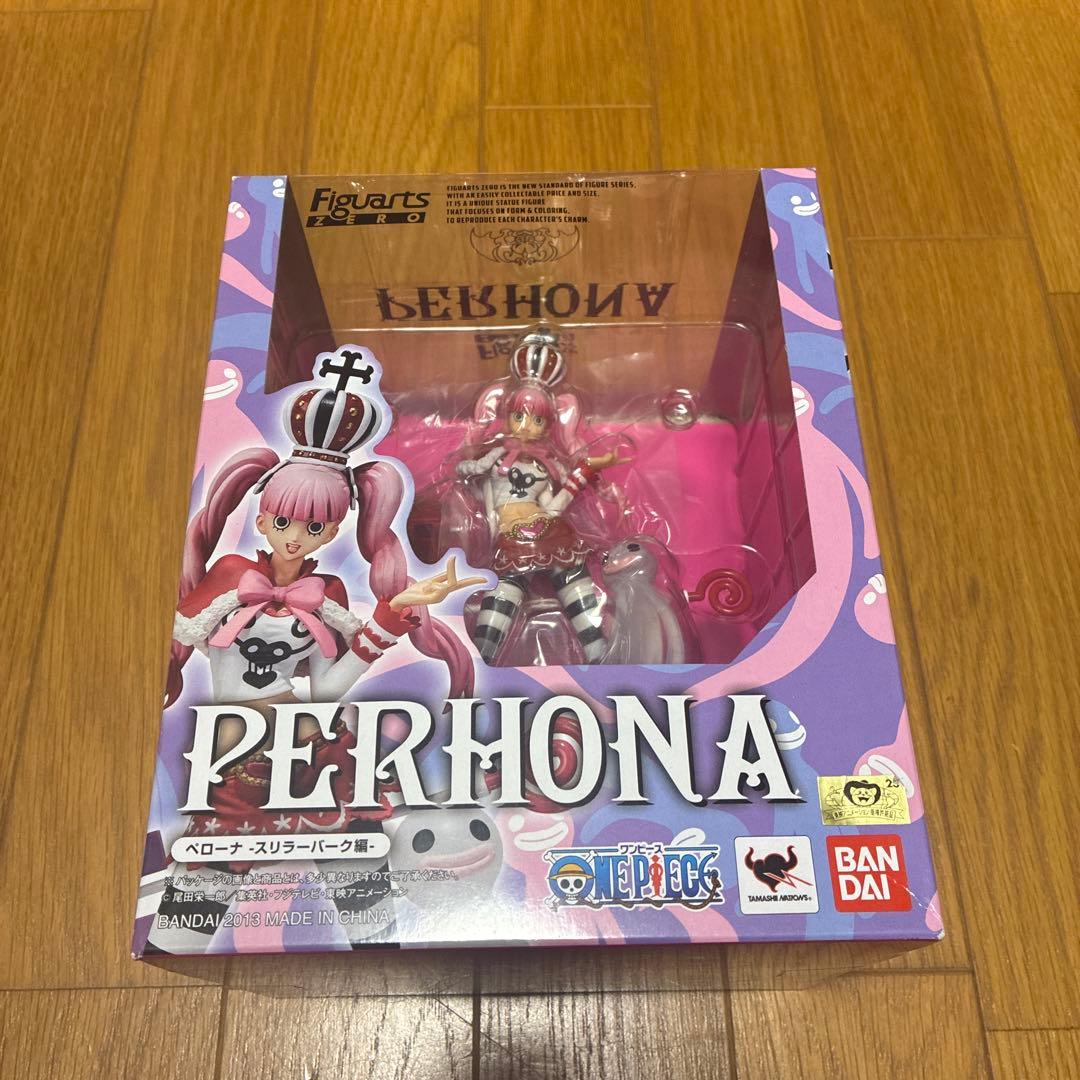 Figuarts
ZERO
FIGUARTS ZERO IS THE NEW STANDARD OF FIGURE SERIES,
WITH AN EASILY COLLECTABLE PRICE AND SIZE.
IT IS A UNIQUE STATUE FIGURE
THAT FOCUSES ON FORM & COLORING,
TO REPRODUCE EACH CHARACTER'S CHARM.
PERHONA
Figuarts
PERHONA
ペローナ -スリラーバーク編-
※パッケージの画像と商品とは、多少異なりますのでご了承ください。
© 尾田栄一郎/集英社・フジテレビ・東映アニメーション
BANDAI 2013 MADE IN CHINA
ワンピース
ONE PIECE
TAMASHII NATIONS®
BAN
DAI